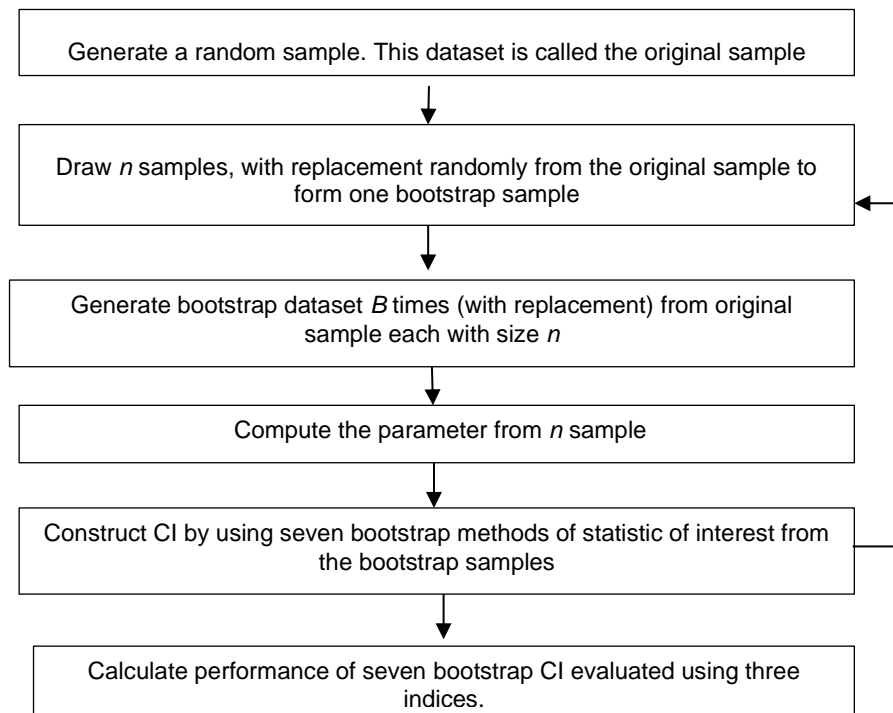 Generate a random sample. This dataset is called the original sample
Draw n samples, with replacement randomly from the original sample to
form one bootstrap sample
Generate bootstrap dataset B times (with replacement) from original
sample each with size n
Compute the parameter from n sample
Construct CI by using seven bootstrap methods of statistic of interest from
the bootstrap samples
Calculate performance of seven bootstrap CI evaluated using three
indices.